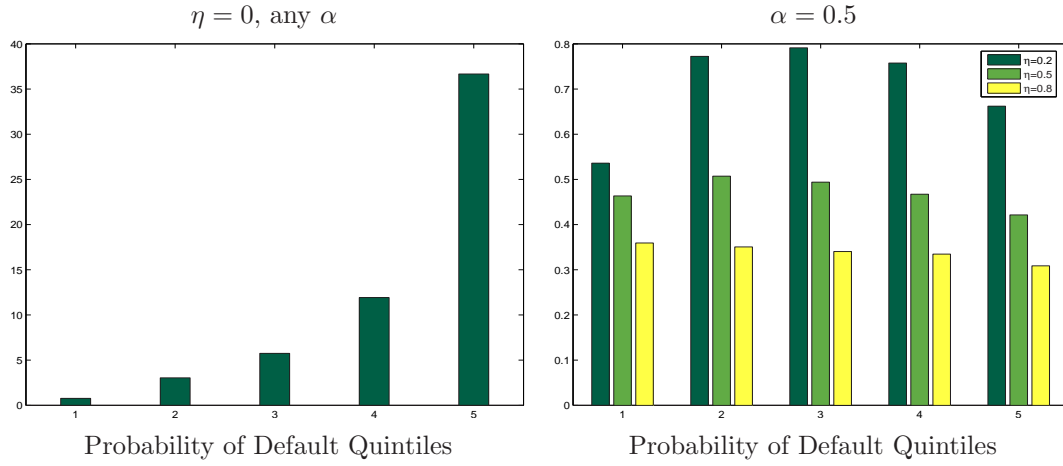 η = 0, any α
40
35
30
25
20
15
10
5
0
1 2 3 4 5
Probability of Default Quintiles
α = 0.5
0.8
0.7
0.6
0.5
0.4
0.3
0.2
0.1
0
η=0.2
η=0.5
η=0.8
1 2 3 4 5
Probability of Default Quintiles